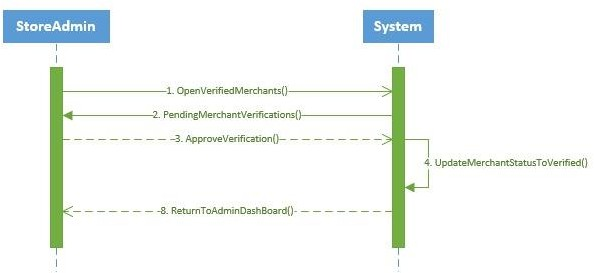 StoreAdmin
System
1. OpenVerifiedMerchants()
2. PendingMerchantVerifications()
3. ApproveVerification()
4. UpdateMerchantStatusToVerified()
8. ReturnToAdminDashBoard()